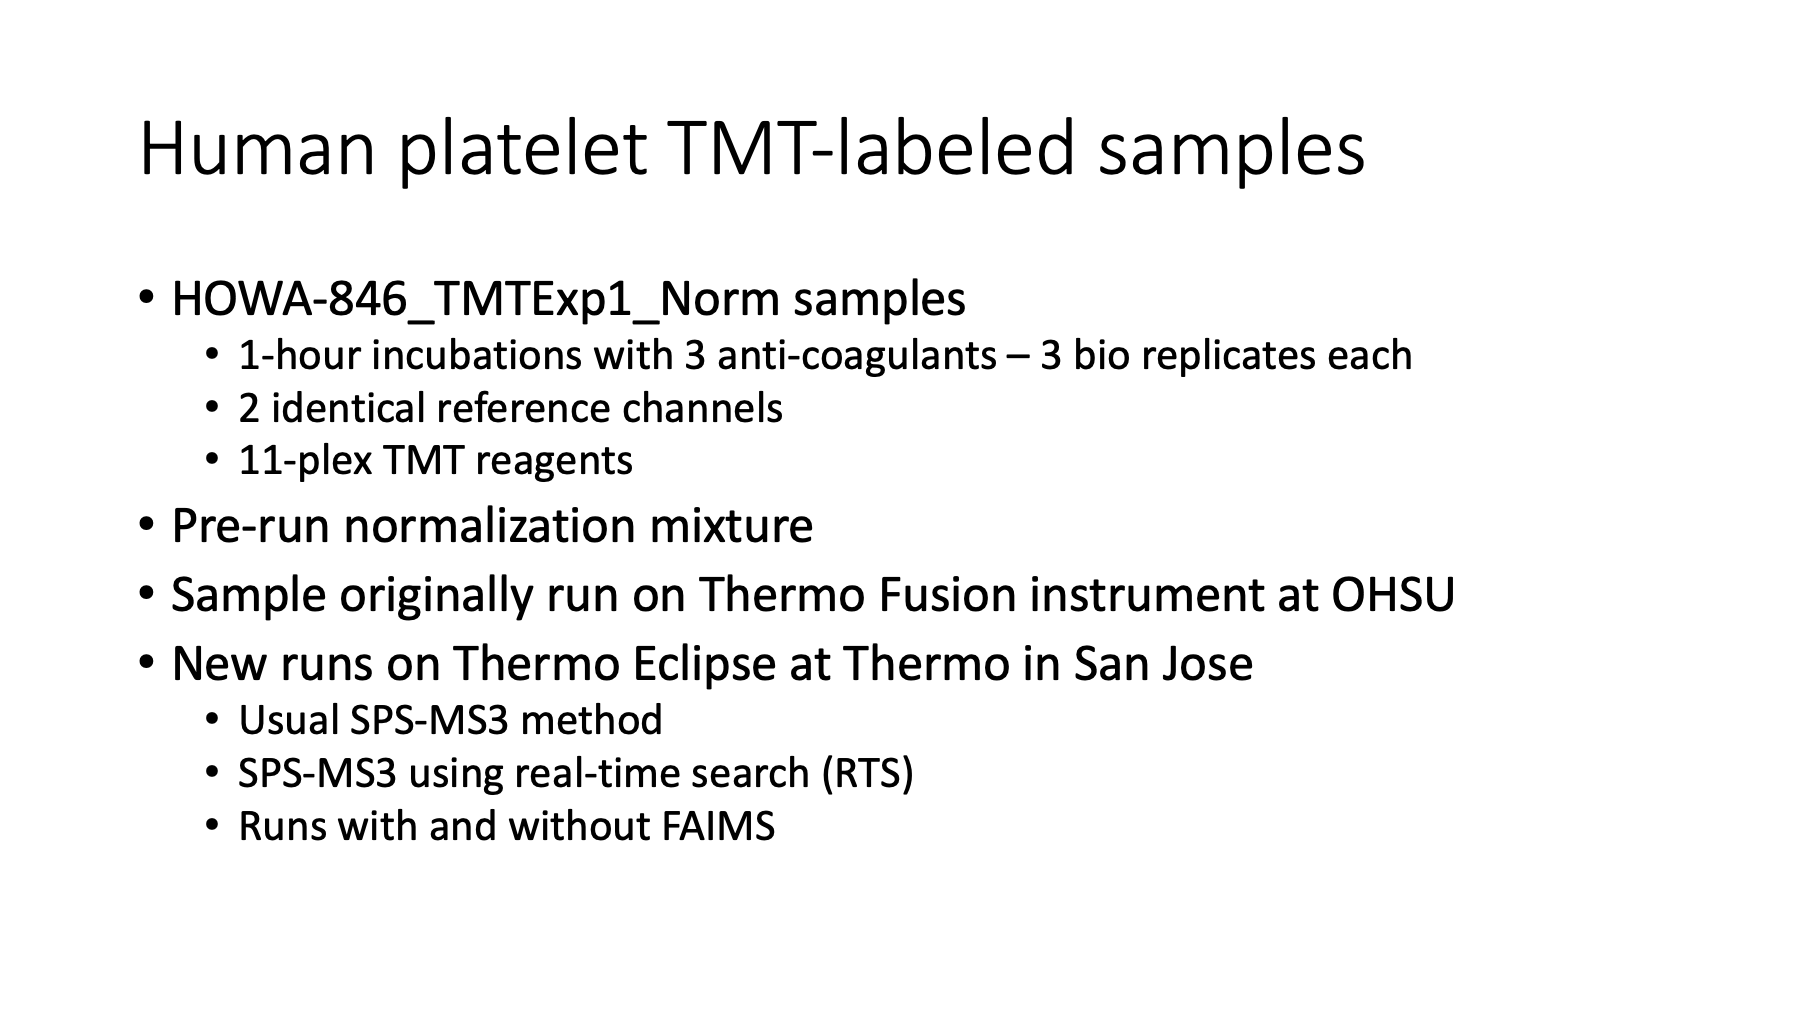 Human platelet TMT-labeled samples
• HOWA-846_TMTExp1_Norm samples
• 1-hour incubations with 3 anti-coagulants – 3 bio replicates each
• 2 identical reference channels
• 11-plex TMT reagents
• Pre-run normalization mixture
• Sample originally run on Thermo Fusion instrument at OHSU
• New runs on Thermo Eclipse at Thermo in San Jose
• Usual SPS-MS3 method
• SPS-MS3 using real-time search (RTS)
• Runs with and without FAIMS